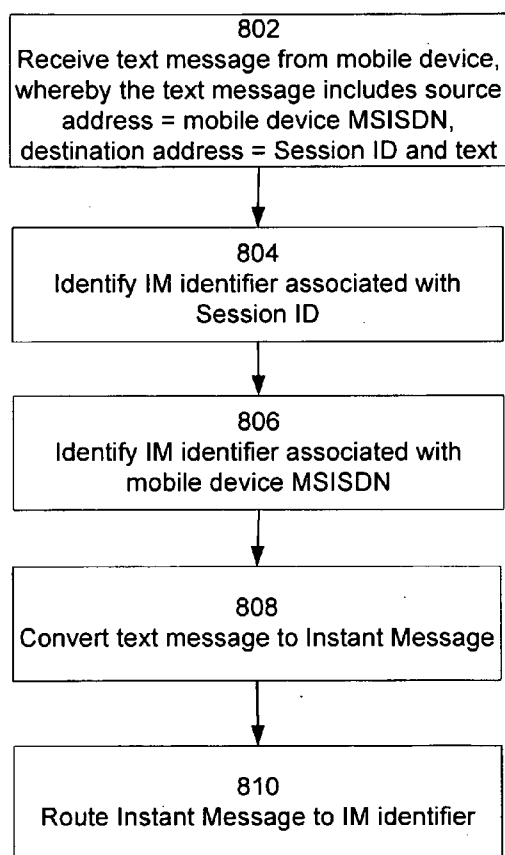 802
Receive text message from mobile device,
whereby the text message includes source
address = mobile device MSISDN,
destination address = Session ID and text
804
Identify IM identifier associated with
Session ID
806
Identify IM identifier associated with
mobile device MSISDN
808
Convert text message to Instant Message
810
Route Instant Message to IM identifier